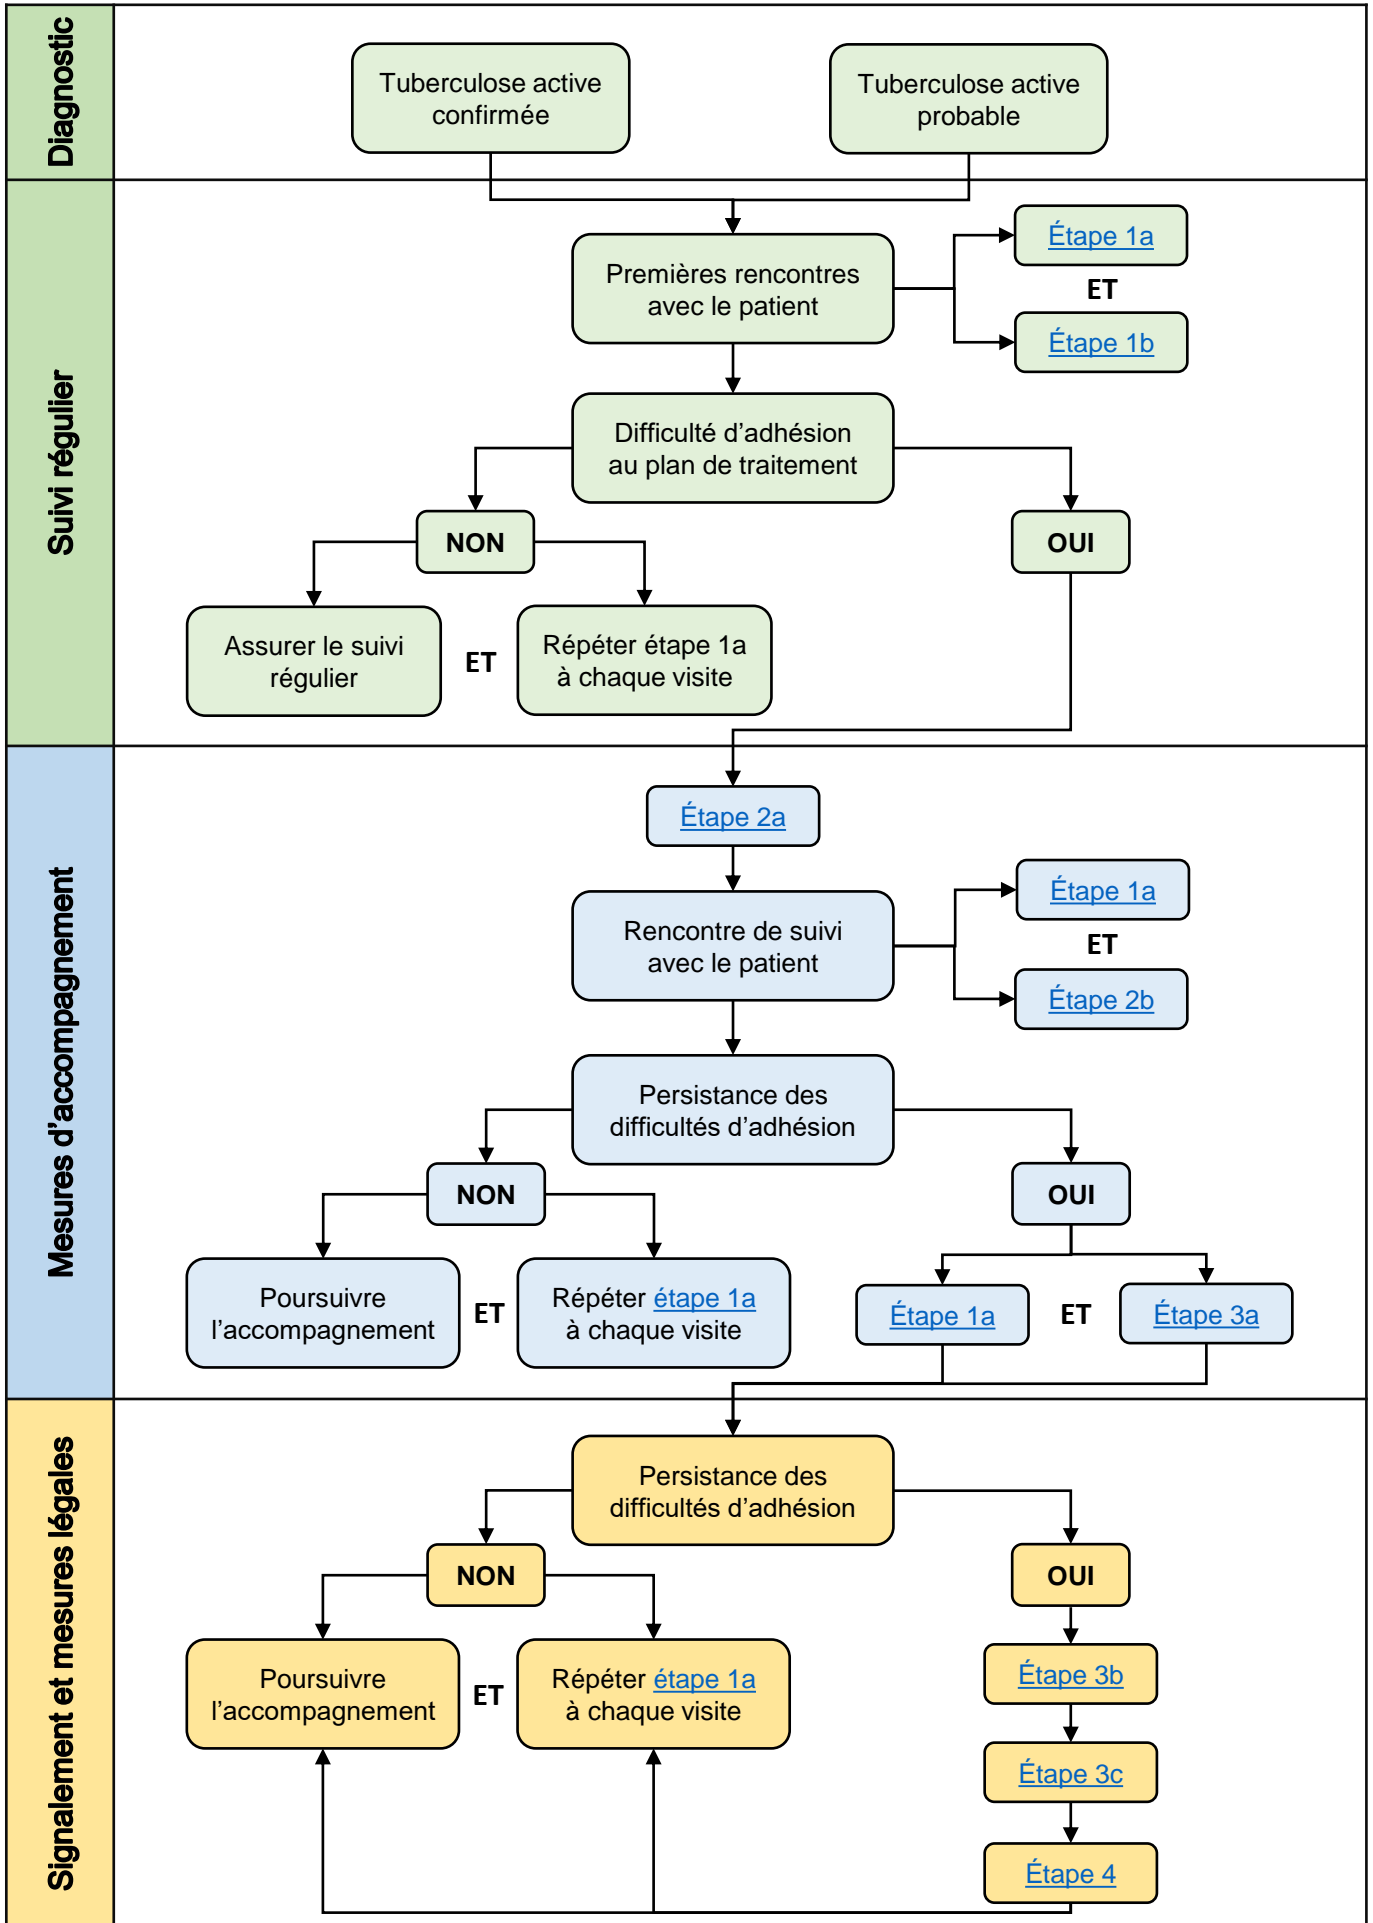 Diagnostic
Tuberculose active
confirmée
Tuberculose active
probable
Suivi régulier
Premières rencontres
avec le patient
Étape 1a
ET
Étape 1b
Difficulté d’adhésion
au plan de traitement
NON
OUI
Assurer le suivi
régulier
ET
Répéter étape 1a
à chaque visite
Mesures d’accompagnement
Étape 2a
Rencontre de suivi
avec le patient
Étape 1a
ET
Étape 2b
Persistance des
difficultés d’adhésion
NON
OUI
Poursuivre
l’accompagnement
ET
Répéter étape 1a
à chaque visite
Étape 1a
ET
Étape 3a
Signalement et mesures légales
Persistance des
difficultés d’adhésion
NON
OUI
Poursuivre
l’accompagnement
ET
Répéter étape 1a
à chaque visite
Étape 3b
Étape 3c
Étape 4